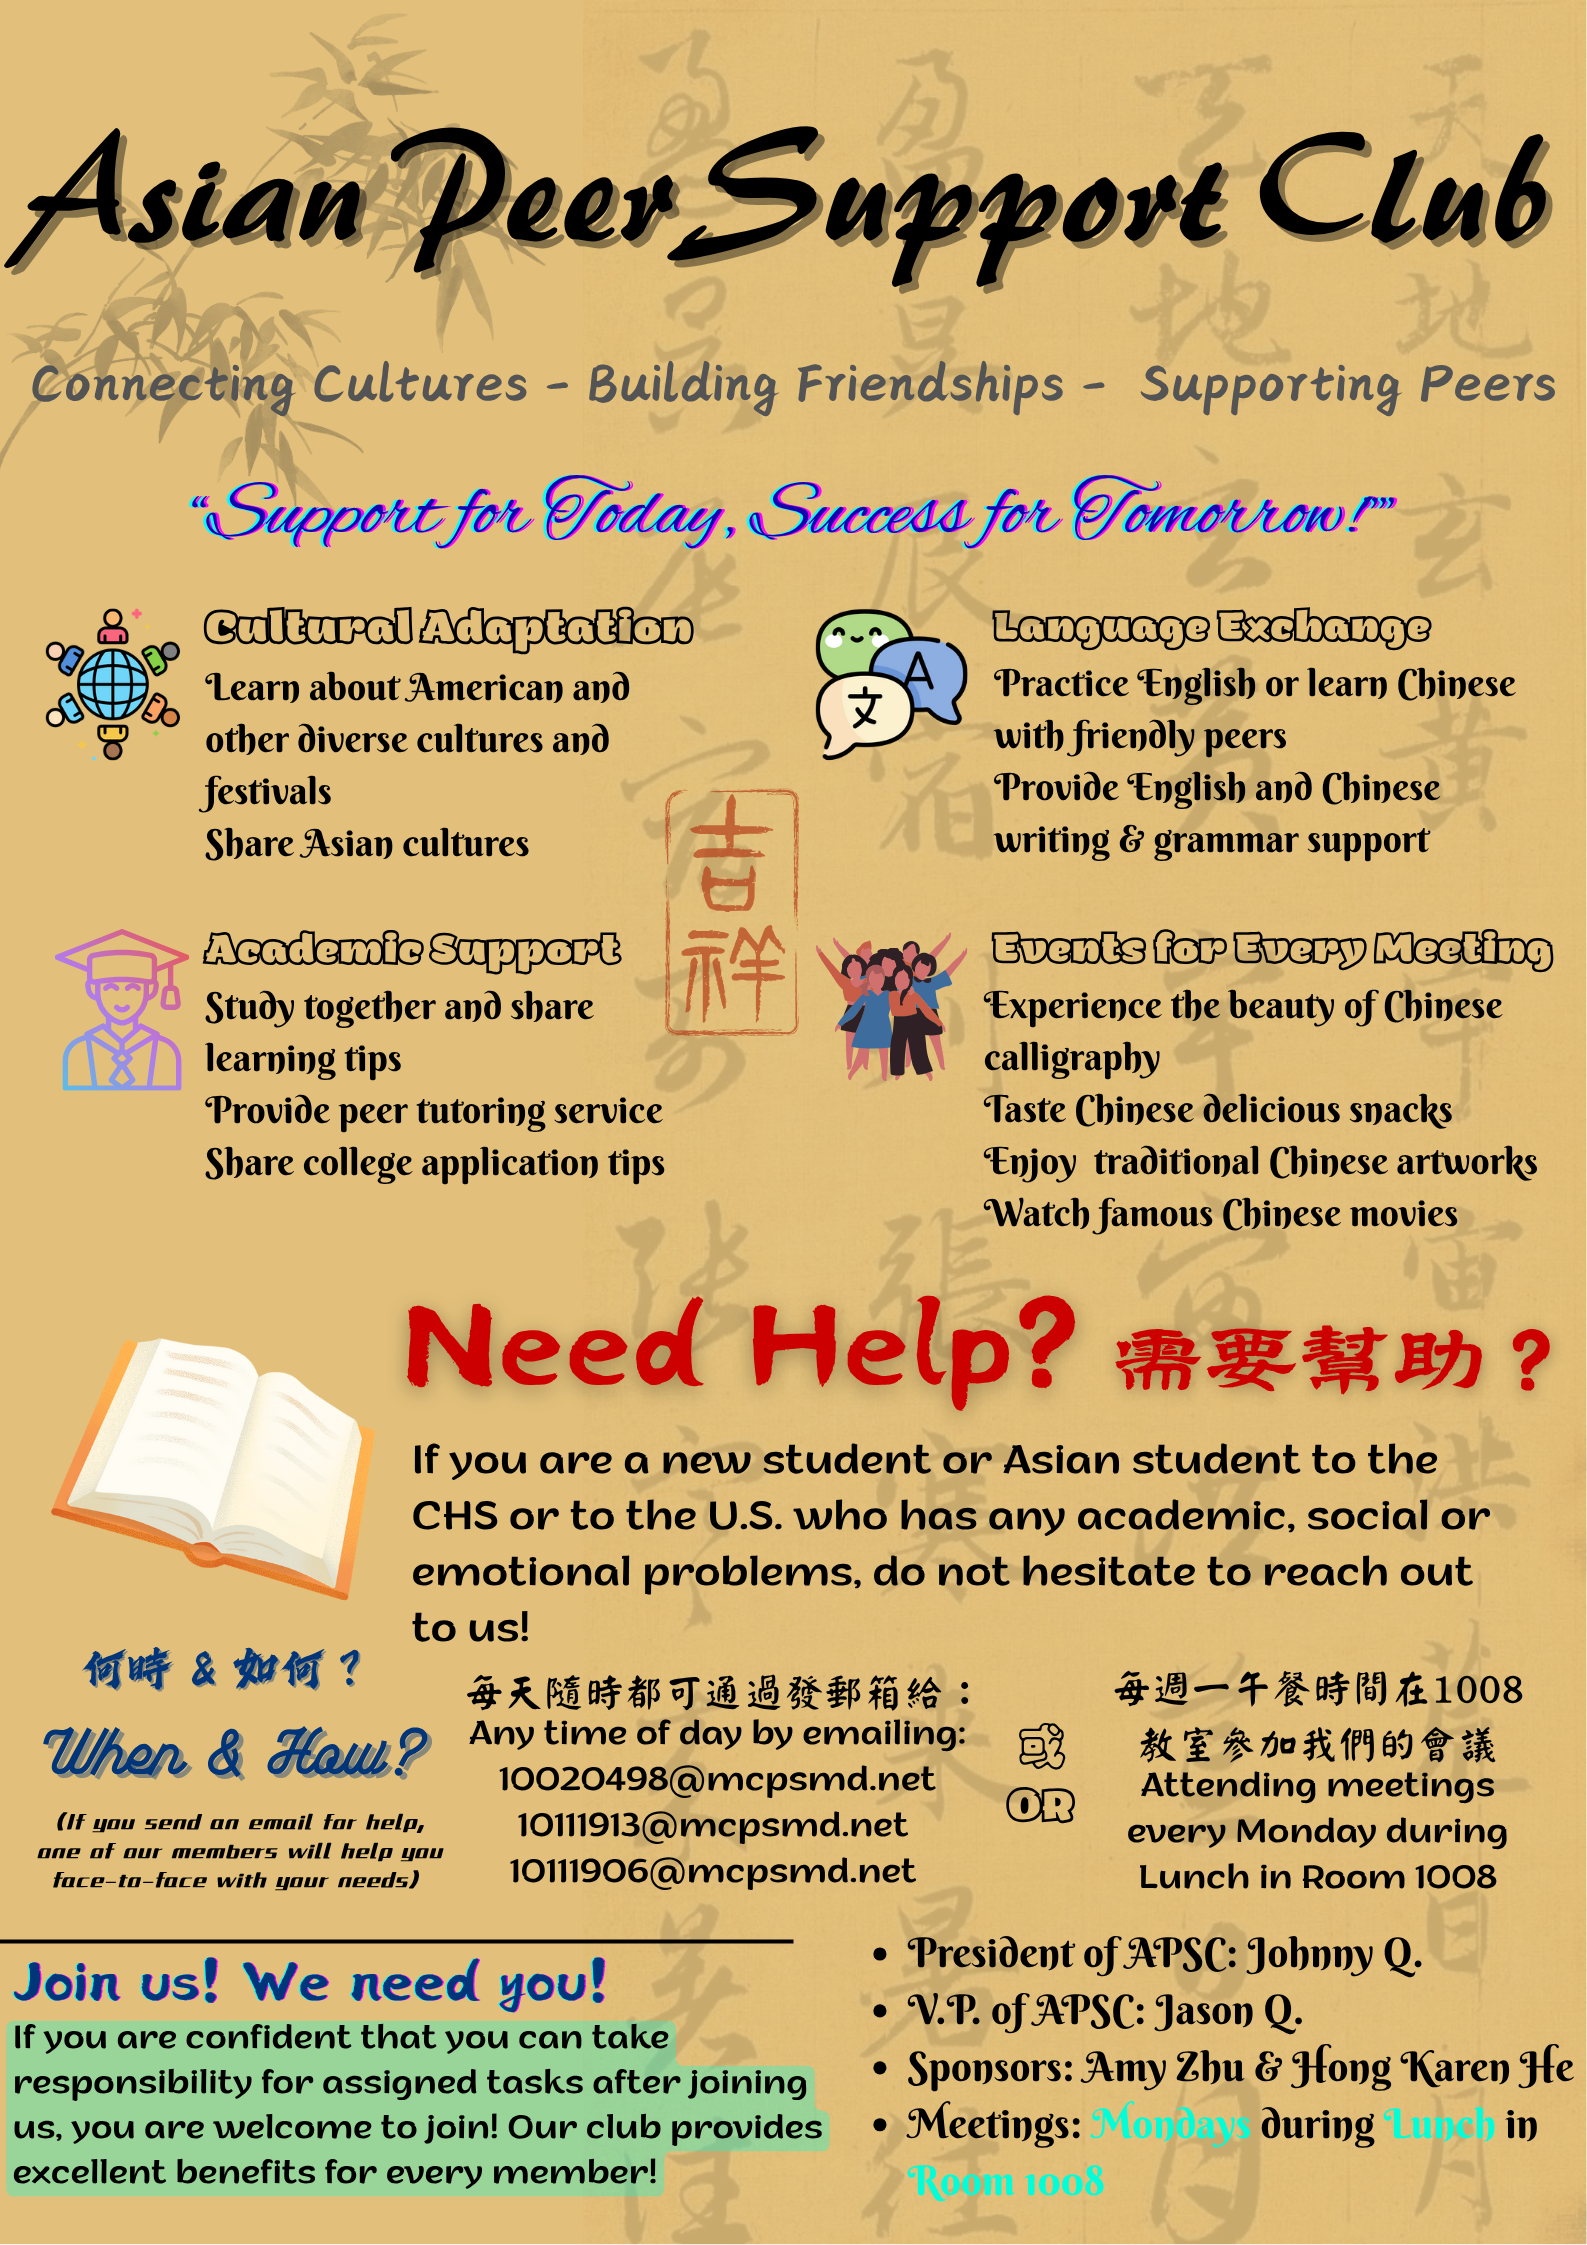 Asian Peer Support Club
Connecting Cultures - Building Friendships - Supporting Peers
“Support for Today, Success for Tomorrow!””
Cultural Adaptation
Learn about American and
other diverse cultures and
festivals
Share Asian cultures
Language Exchange
A
文
Practice English or learn Chinese
with friendly peers
Provide English and Chinese
writing & grammar support
吉
祥
Academic Support
Study together and share
learning tips
Provide peer tutoring service
Share college application tips
Events for Every Meeting
Experience the beauty of Chinese
calligraphy
Taste Chinese delicious snacks
Enjoy traditional Chinese artworks
Watch famous Chinese movies
Need Help? 需要幫助？
If you are a new student or Asian student to the
CHS or to the U.S. who has any academic, social or
emotional problems, do not hesitate to reach out
to us!
何時 & 如何？
When & How?
(If you send an email for help,
one of our members will help you
face-to-face with your needs)
每天隨時都可通過發郵箱給：
Any time of day by emailing:
10020498@mcpsmd.net
10111913@mcpsmd.net
10111906@mcpsmd.net
或
OR
每週一午餐時間在1008
教室參加我們的會議
Attending meetings
every Monday during
Lunch in Room 1008
Join us! We need you!
If you are confident that you can take
responsibility for assigned tasks after joining
us, you are welcome to join! Our club provides
excellent benefits for every member!
• President of APSC: Johnny Q.
• V.P. of APSC: Jason Q.
• Sponsors: Amy Zhu & Hong Karen He
• Meetings: Mondays during Lunch in
Room 1008